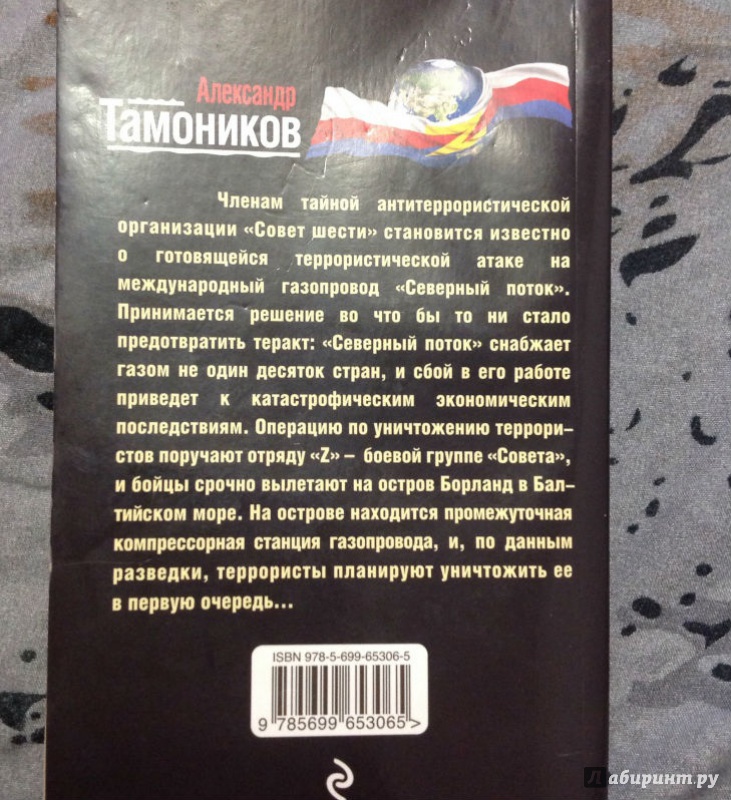 Александр
Тамоников
Членам тайной антитеррористической
организации «Совет шести» становится известно
о готовящейся террористической атаке на
международный газопровод «Северный поток».
Принимается решение во что бы то ни стало
предотвратить теракт: «Северный поток» снабжает
газом не один десяток стран, и сбой в его работе
приведет к катастрофическим экономическим
последствиям. Операцию по уничтожению террори–
стов поручают отряду «Z» – боевой группе «Совета»,
и бойцы срочно вылетают на остров Борланд в Бал–
тийском море. На острове находится промежуточная
компрессорная станция газопровода, и, по данным
разведки, террористы планируют уничтожить ее
в первую очередь...
ISBN 978-5-699-65306-5
9 785699 653065>
Лабиринт.ру